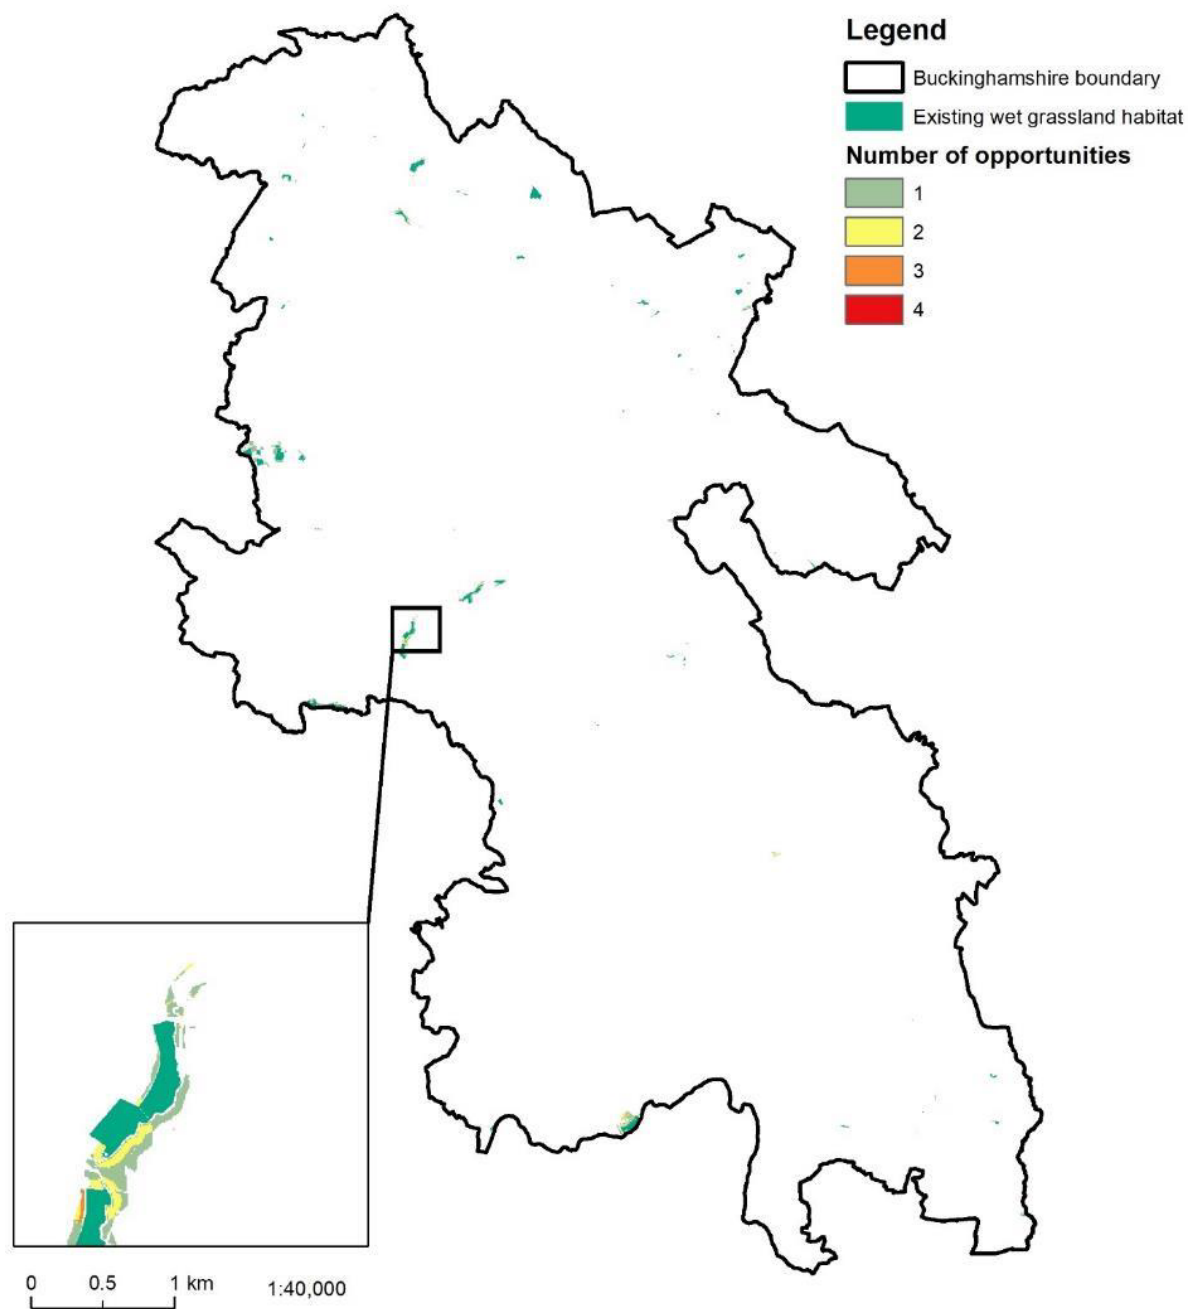 Legend
Buckinghamshire boundary
Existing wet grassland habitat
Number of opportunities
1
2
3
4
0 0.5 1 km 1:40,000